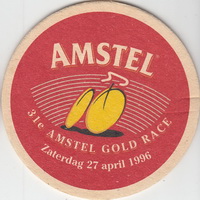 AMSTEL
31e AMSTEL GOLD RACE
Zaterdag 27 april 1996